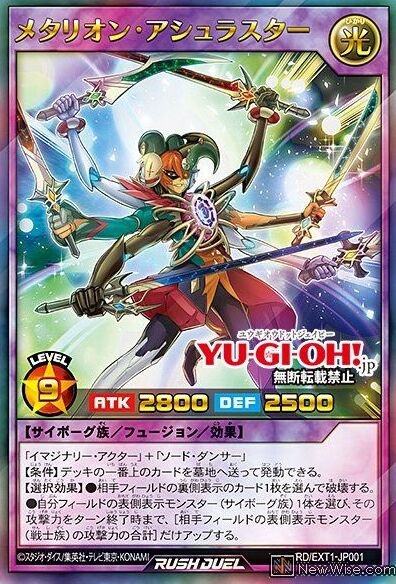 メタリオン・アシュラスター
ひかり
光
ユウギオウドットジェイピー
YU-GI-OH!.jp
無断転載禁止
LEVEL
9
ATK 2800 DEF 2500
【サイボーグ族/フュージョン/効果】
「イマジナリー・アクター」+「ソード・ダンサー」
【条件】デッキの一番上のカードを墓地へ送って発動できる。
【選択効果】●相手フィールドの裏側表示のカード1枚を選んで破壊する。
●自分フィールドの表側表示モンスター(サイボーグ族)1体を選び、その
攻撃力をターン終了時まで、[相手フィールドの表側表示モンスター
(戦士族)の攻撃力の合計]だけアップする。
©スタジオ・ダイス/集英社・テレビ東京・KONAMI
RUSH DUEL
RD/EXT1-JP001
NewWise.com